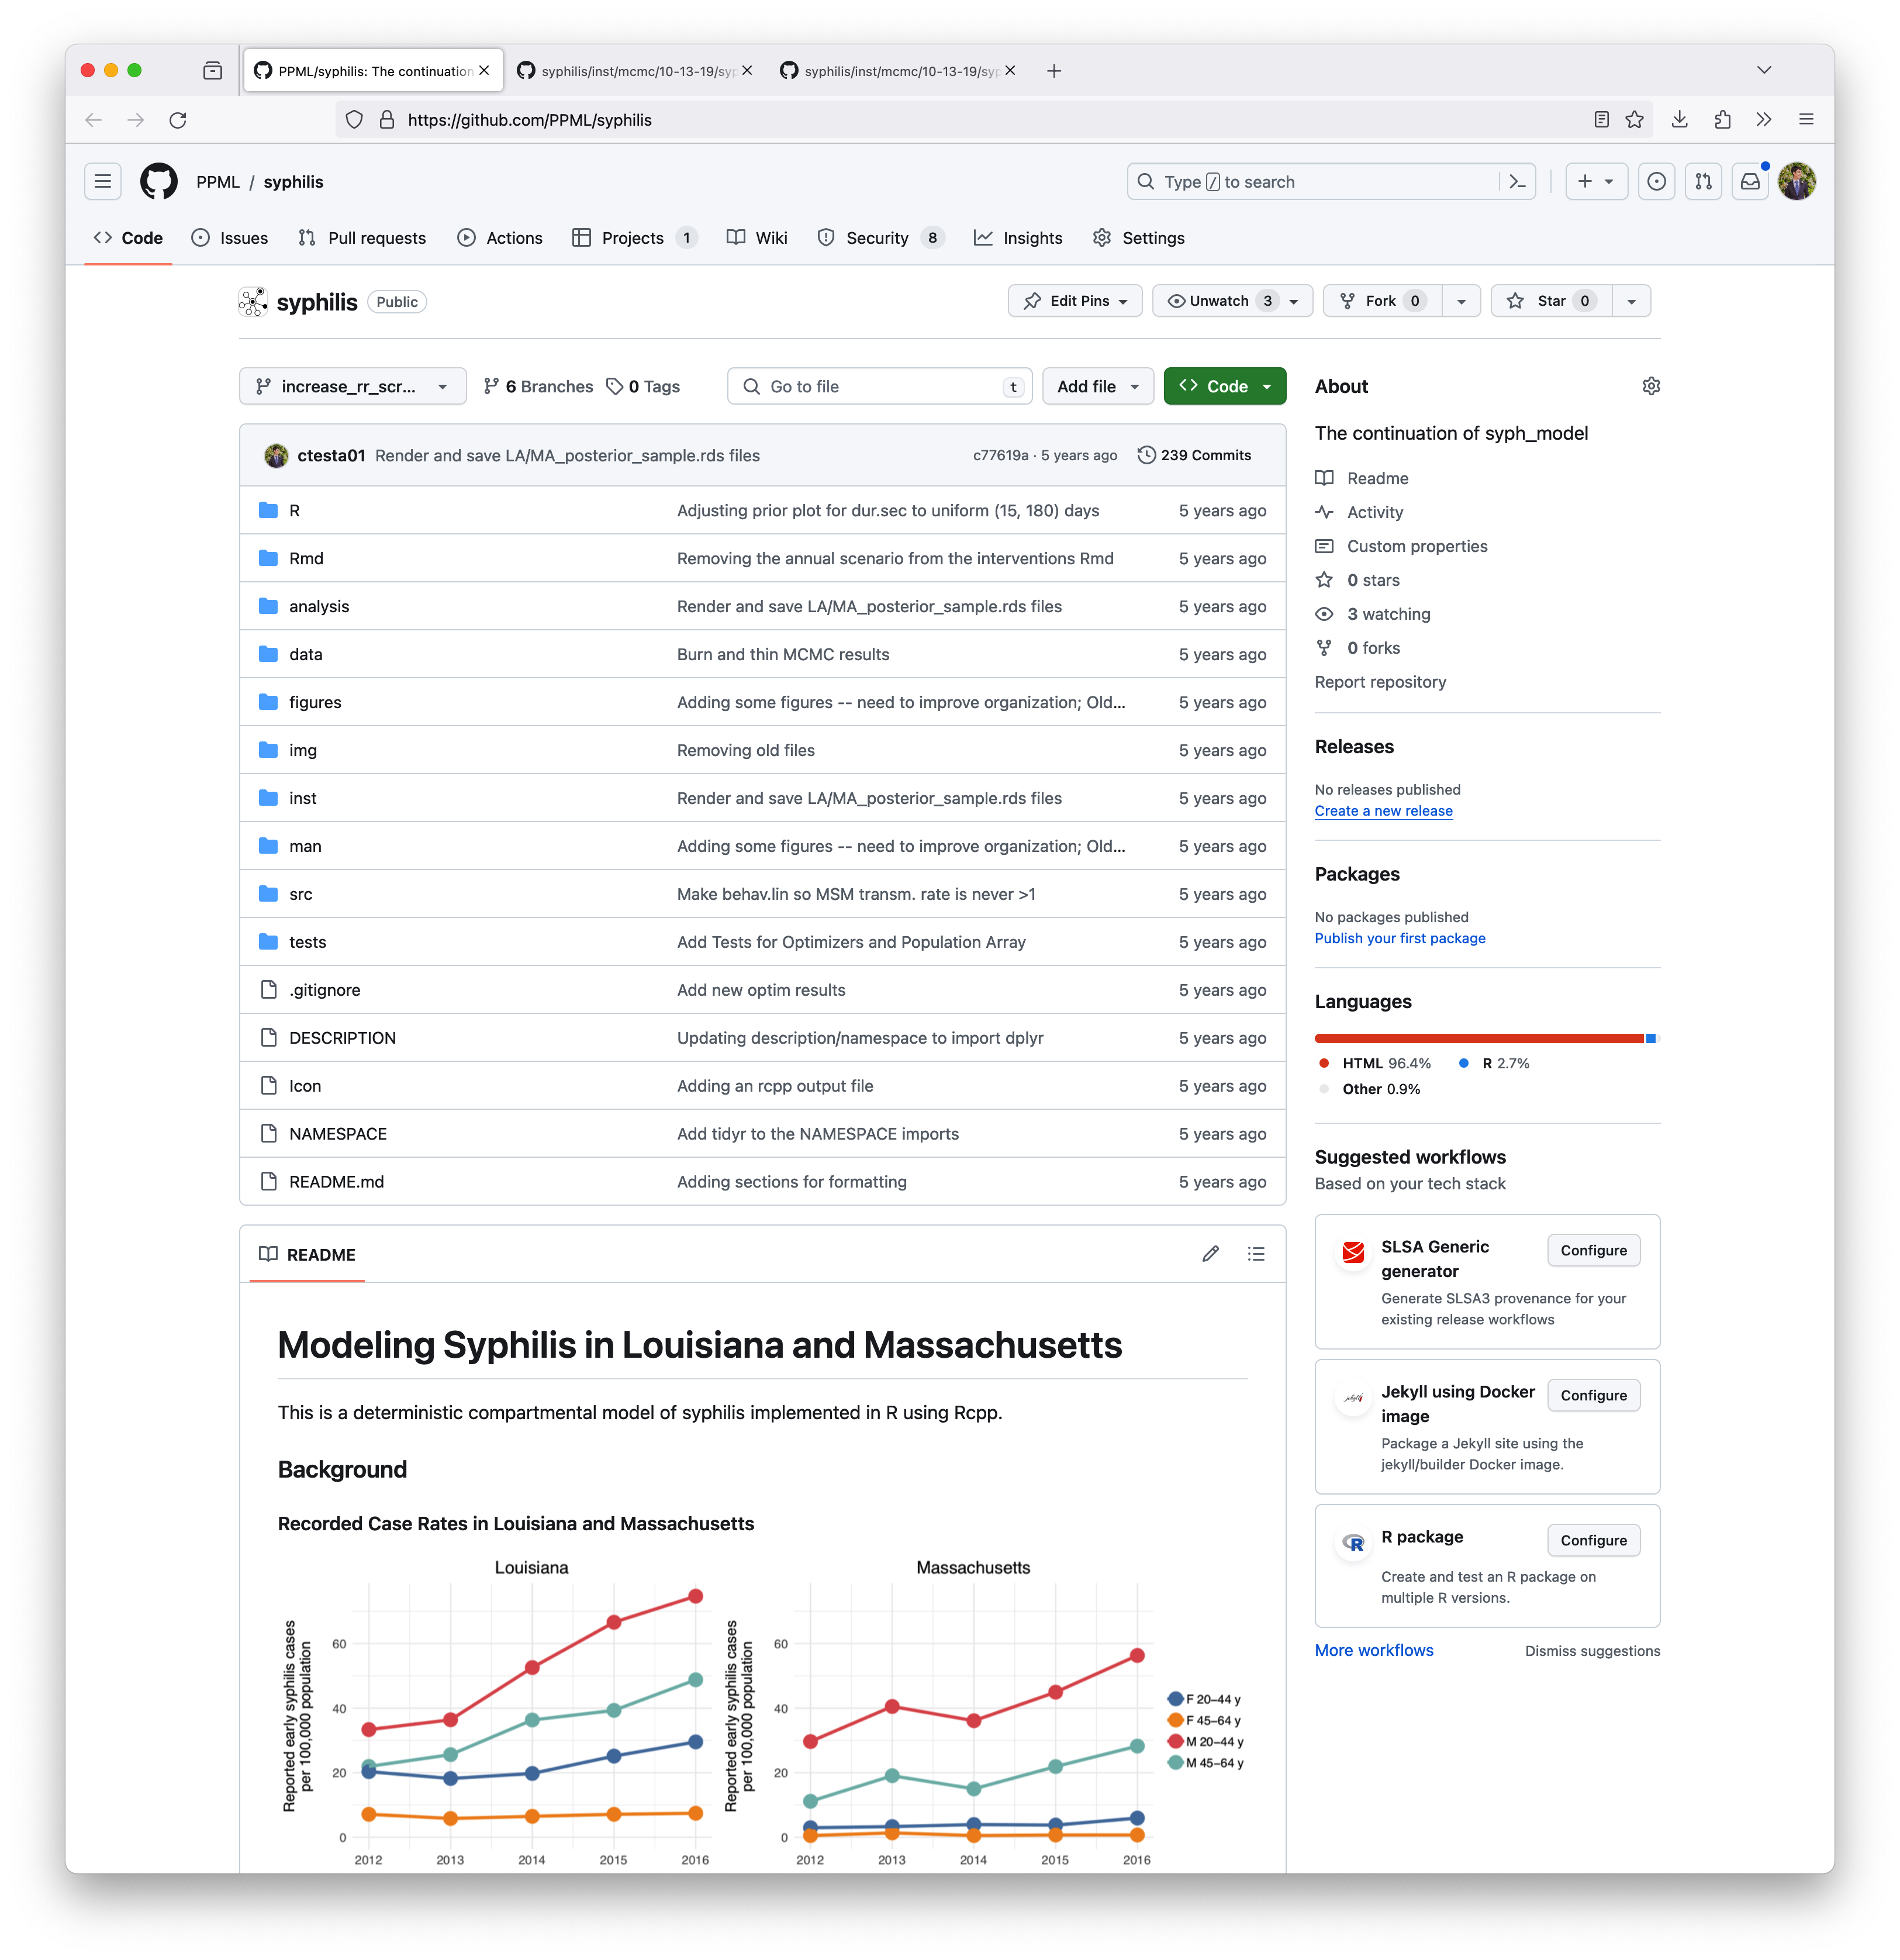 PPML/syphilis: The continuation
syphilis/inst/mcmc/10-13-19/syp
syphilis/inst/mcmc/10-13-19/syp
https://github.com/PPML/syphilis
PPML / syphilis
Type / to search
Code
Issues
Pull requests
Actions
Projects 1
Wiki
Security 8
Insights
Settings
syphilis Public
Edit Pins
Unwatch 3
Fork 0
Star 0
increase_rr_scr...
6 Branches
0 Tags
Go to file t
Add file
Code
ctesta01 Render and save LA/MA_posterior_sample.rds files c77619a · 5 years ago 239 Commits
R Adjusting prior plot for dur.sec to uniform (15, 180) days 5 years ago
Rmd Removing the annual scenario from the interventions Rmd 5 years ago
analysis Render and save LA/MA_posterior_sample.rds files 5 years ago
data Burn and thin MCMC results 5 years ago
figures Adding some figures -- need to improve organization; Old... 5 years ago
img Removing old files 5 years ago
inst Render and save LA/MA_posterior_sample.rds files 5 years ago
man Adding some figures -- need to improve organization; Old... 5 years ago
src Make behav.lin so MSM transm. rate is never >1 5 years ago
tests Add Tests for Optimizers and Population Array 5 years ago
.gitignore Add new optim results 5 years ago
DESCRIPTION Updating description/namespace to import dplyr 5 years ago
Icon Adding an rcpp output file 5 years ago
NAMESPACE Add tidyr to the NAMESPACE imports 5 years ago
README.md Adding sections for formatting 5 years ago
README
Modeling Syphilis in Louisiana and Massachusetts
This is a deterministic compartmental model of syphilis implemented in R using Rcpp.
Background
Recorded Case Rates in Louisiana and Massachusetts
Louisiana
Reported early syphilis cases
per 100,000 population
60
40
20
0
2012 2013 2014 2015 2016
Massachusetts
Reported early syphilis cases
per 100,000 population
60
40
20
0
2012 2013 2014 2015 2016
F 20–44 y
F 45–64 y
M 20–44 y
M 45–64 y
About
The continuation of syph_model
Readme
Activity
Custom properties
0 stars
3 watching
0 forks
Report repository
Releases
No releases published
Create a new release
Packages
No packages published
Publish your first package
Languages
HTML 96.4% R 2.7%
Other 0.9%
Suggested workflows
Based on your tech stack
SLSA Generic
generator
Configure
Generate SLSA3 provenance for your
existing release workflows
jekyll
Jekyll using Docker
image
Configure
Package a Jekyll site using the
jekyll/builder Docker image.
R
R package
Configure
Create and test an R package on
multiple R versions.
More workflows
Dismiss suggestions